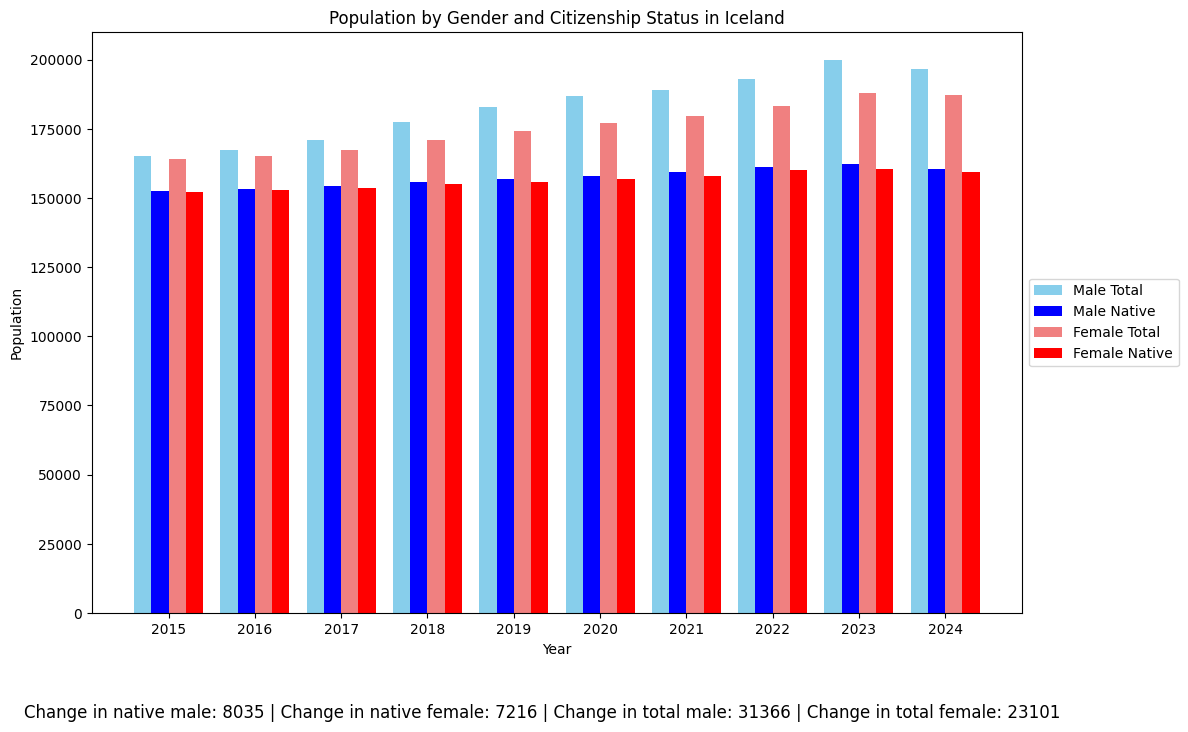 Population by Gender and Citizenship Status in Iceland
200000
175000
150000
125000
100000
75000
50000
25000
0
Population
2015 2016 2017 2018 2019 2020 2021 2022 2023 2024
Year
Male Total
Male Native
Female Total
Female Native
Change in native male: 8035 | Change in native female: 7216 | Change in total male: 31366 | Change in total female: 23101